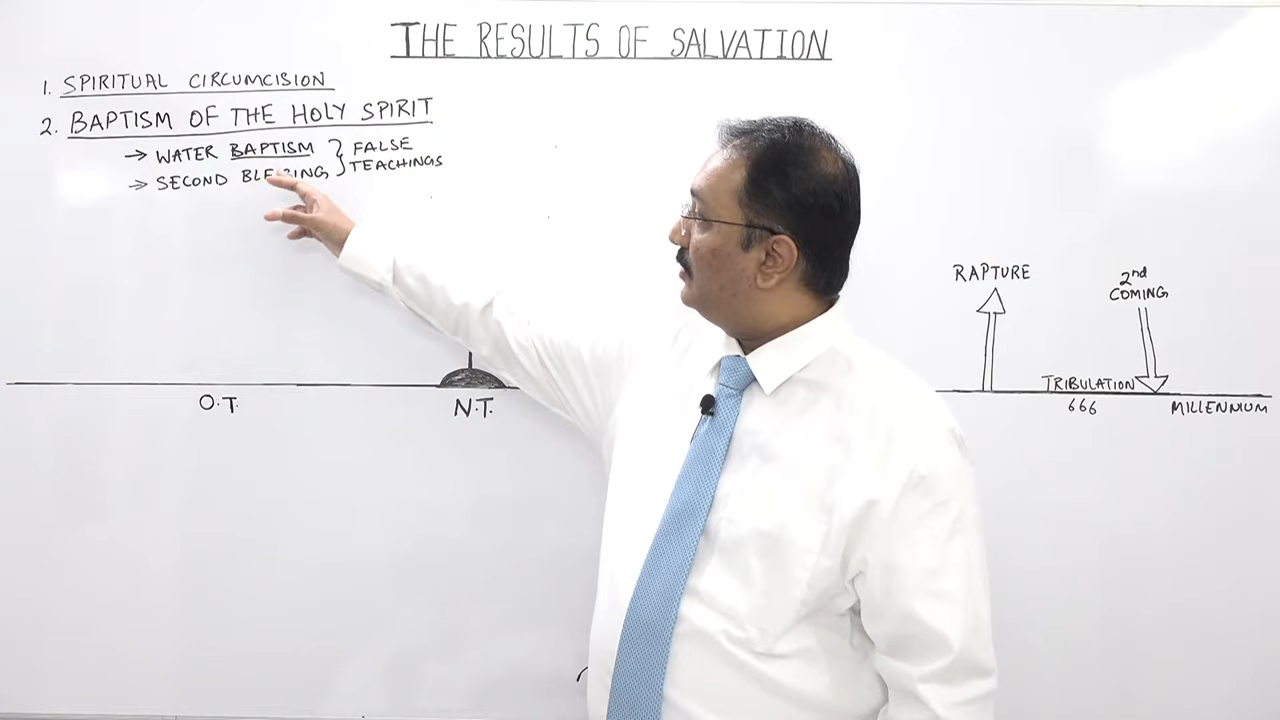 THE RESULTS OF SALVATION
1. SPIRITUAL CIRCUMCISION
2. BAPTISM OF THE HOLY SPIRIT
→ WATER BAPTISM } FALSE
→ SECOND TEACHINGS
RAPTURE
2nd
COMING
TRIBULATION
O.T.
N.T.
666
MILLENNIUM